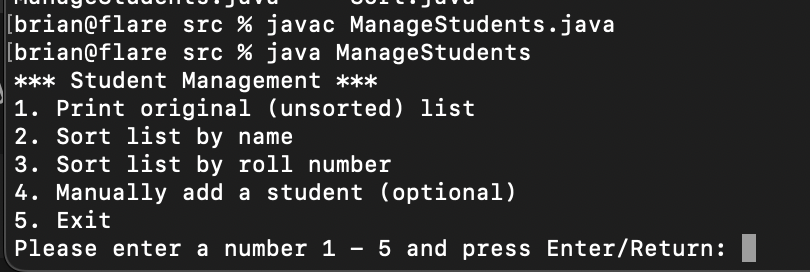 ManageStudents.java Sort.java
[brian@flare src % javac ManageStudents.java
[brian@flare src % java ManageStudents
*** Student Management ***
1. Print original (unsorted) list
2. Sort list by name
3. Sort list by roll number
4. Manually add a student (optional)
5. Exit
Please enter a number 1 – 5 and press Enter/Return: